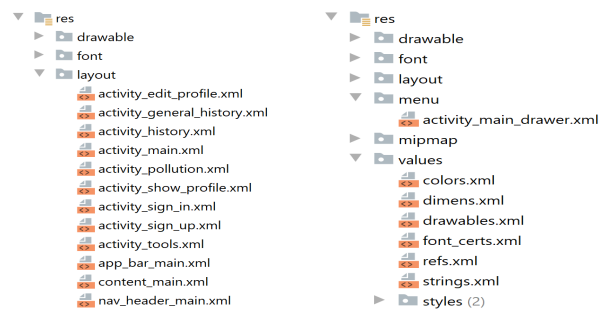 res
drawable
font
layout
activity_edit_profile.xml
activity_general_history.xml
activity_history.xml
activity_main.xml
activity_pollution.xml
activity_show_profile.xml
activity_sign_in.xml
activity_sign_up.xml
activity_tools.xml
app_bar_main.xml
content_main.xml
nav_header_main.xml
res
drawable
font
layout
menu
activity_main_drawer.xml
mipmap
values
colors.xml
dimens.xml
drawables.xml
font_certs.xml
refs.xml
strings.xml
styles (2)